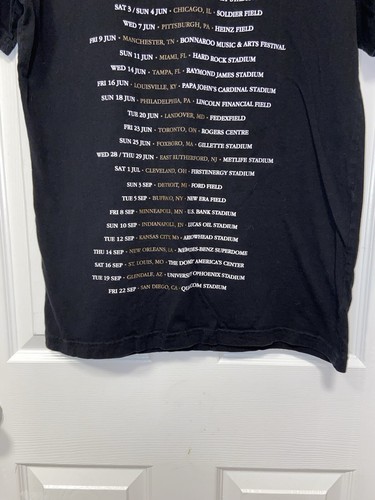 SAT 3 / SUN 4 JUN • CHICAGO, IL • SOLDIER FIELD
WED 7 JUN • PITTSBURGH, PA • HEINZ FIELD
FRI 9 JUN • MANCHESTER, TN • BONNAROO MUSIC & ARTS FESTIVAL
SUN 11 JUN • MIAMI, FL • HARD ROCK STADIUM
WED 14 JUN • TAMPA, FL • RAYMOND JAMES STADIUM
FRI 16 JUN • LOUISVILLE, KY • PAPA JOHN'S CARDINAL STADIUM
SUN 18 JUN • PHILADELPHIA, PA • LINCOLN FINANCIAL FIELD
TUE 20 JUN • LANDOVER, MD • FEDEXFIELD
FRI 23 JUN • TORONTO, ON • ROGERS CENTRE
SUN 25 JUN • FOXBORO, MA • GILLETTE STADIUM
WED 28 / THU 29 JUN • EAST RUTHERFORD, NJ • METLIFE STADIUM
SAT 1 JUL • CLEVELAND, OH • FIRSTENERGY STADIUM
SUN 3 SEP • DETROIT, MI • FORD FIELD
TUE 5 SEP • BUFFALO, NY • NEW ERA FIELD
FRI 8 SEP • MINNEAPOLIS, MN • U.S. BANK STADIUM
SUN 10 SEP • INDIANAPOLIS, IN • LUCAS OIL STADIUM
TUE 12 SEP • KANSAS CITY, MO • ARROWHEAD STADIUM
THU 14 SEP • NEW ORLEANS, LA • MERCEDES-BENZ SUPERDOME
SAT 16 SEP • ST. LOUIS, MO • THE DOME AMERICA'S CENTER
TUE 19 SEP • GLENDALE, AZ • UNIVERSITY OF PHOENIX STADIUM
FRI 22 SEP • SAN DIEGO, CA • QUALCOMM STADIUM